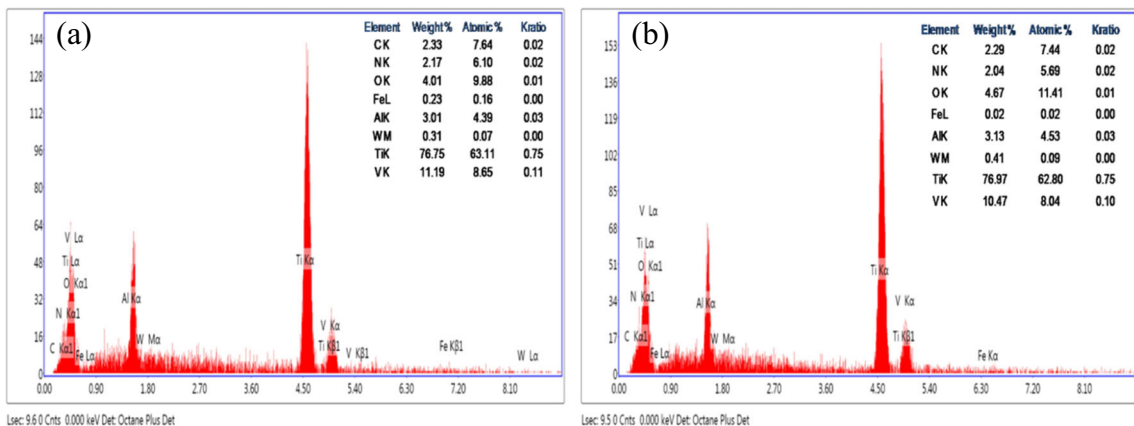 (a)
Element Weight% Atomic% Kratio
CK 2.33 7.64 0.02
NK 2.17 6.10 0.02
OK 4.01 9.88 0.01
FeL 0.23 0.16 0.00
AlK 3.01 4.39 0.03
WM 0.31 0.07 0.00
TiK 76.75 63.11 0.75
VK 11.19 8.65 0.11
144
128
112
96
80
64
48
32
16
0
V Lα
Ti Lα
O Kα1
N Kα1
C Kα1
Fe Lα
Al Kα
W Mα
Ti Kα
V Kα
Ti Kβ1
V Kβ1
Fe Kβ1
W Lα
0.00 0.90 1.80 2.70 3.60 4.50 5.40 6.30 7.20 8.10
Lsec: 9.6 0 Cnts 0.000 keV Det: Octane Plus Det
(b)
Element Weight% Atomic% Kratio
CK 2.29 7.44 0.02
NK 2.04 5.69 0.02
OK 4.67 11.41 0.01
FeL 0.02 0.02 0.00
AlK 3.13 4.53 0.03
WM 0.41 0.09 0.00
TiK 76.97 62.80 0.75
VK 10.47 8.04 0.10
153
136
119
102
85
68
51
34
17
0
V Lα
Ti Lα
O Kα1
N Kα1
C Kα1
Fe Lα
Al Kα
W Mα
Ti Kα
V Kα
Ti Kβ1
Fe Kα
0.00 0.90 1.80 2.70 3.60 4.50 5.40 6.30 7.20 8.10
Lsec: 9.5 0 Cnts 0.000 keV Det: Octane Plus Det